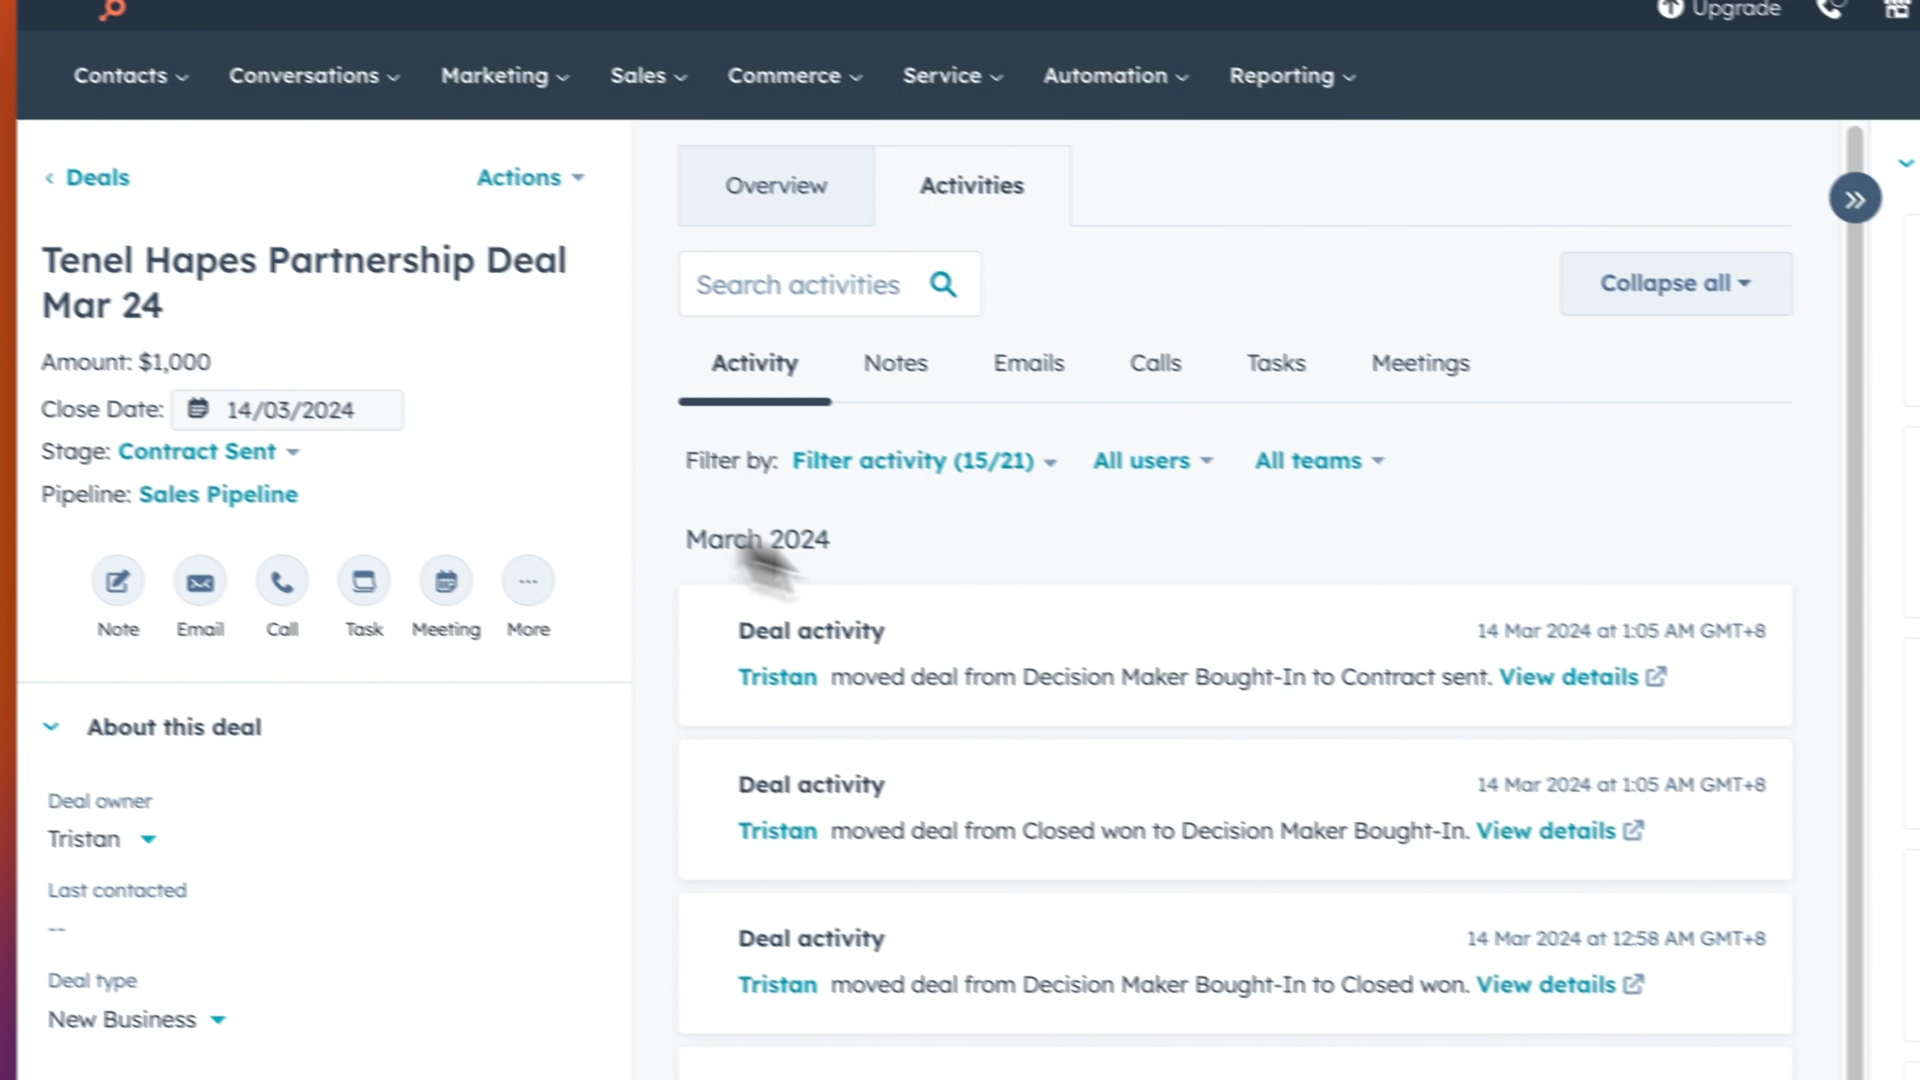 Upgrade
Contacts
Conversations
Marketing
Sales
Commerce
Service
Automation
Reporting
Deals
Actions
Tenel Hapes Partnership Deal
Mar 24
Amount: $1,000
Close Date: 14/03/2024
Stage: Contract Sent
Pipeline: Sales Pipeline
Note
Email
Call
Task
Meeting
More
About this deal
Deal owner
Tristan
Last contacted
--
Deal type
New Business
Overview
Activities
Search activities
Collapse all
Activity
Notes
Emails
Calls
Tasks
Meetings
Filter by: Filter activity (15/21) All users All teams
March 2024
Deal activity
14 Mar 2024 at 1:05 AM GMT+8
Tristan moved deal from Decision Maker Bought-In to Contract sent. View details
Deal activity
14 Mar 2024 at 1:05 AM GMT+8
Tristan moved deal from Closed won to Decision Maker Bought-In. View details
Deal activity
14 Mar 2024 at 12:58 AM GMT+8
Tristan moved deal from Decision Maker Bought-In to Closed won. View details